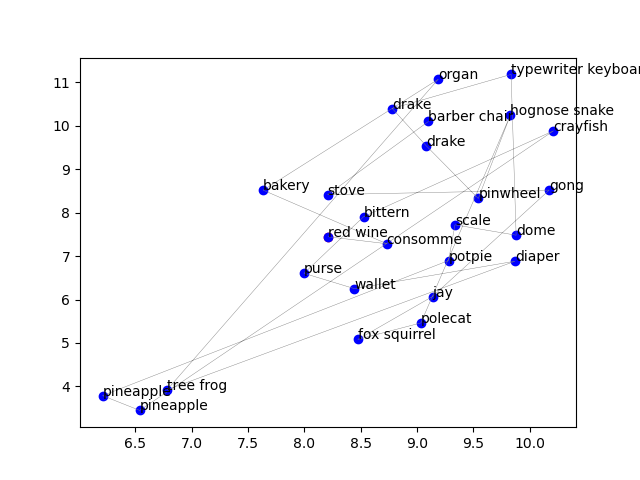 organ
typewriter keyboar
11
drake
barber chair
hognose snake
10
crayfish
drake
9
bakery
stove
pinwheel
gong
8
bittern
scale
red wine
consomme
dome
7
potpie
diaper
purse
wallet
6
jay
polecat
fox squirrel
5
tree frog
4
pineapple
pineapple
6.5 7.0 7.5 8.0 8.5 9.0 9.5 10.0